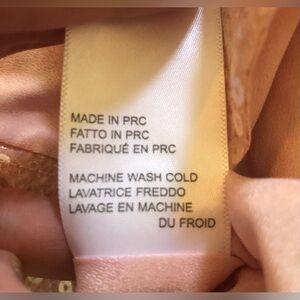 MADE IN PRC
FATTO IN PRC
FABRIQUÉ EN PRC
MACHINE WASH COLD
LAVATRICE FREDDO
LAVAGE EN MACHINE
DU FROID